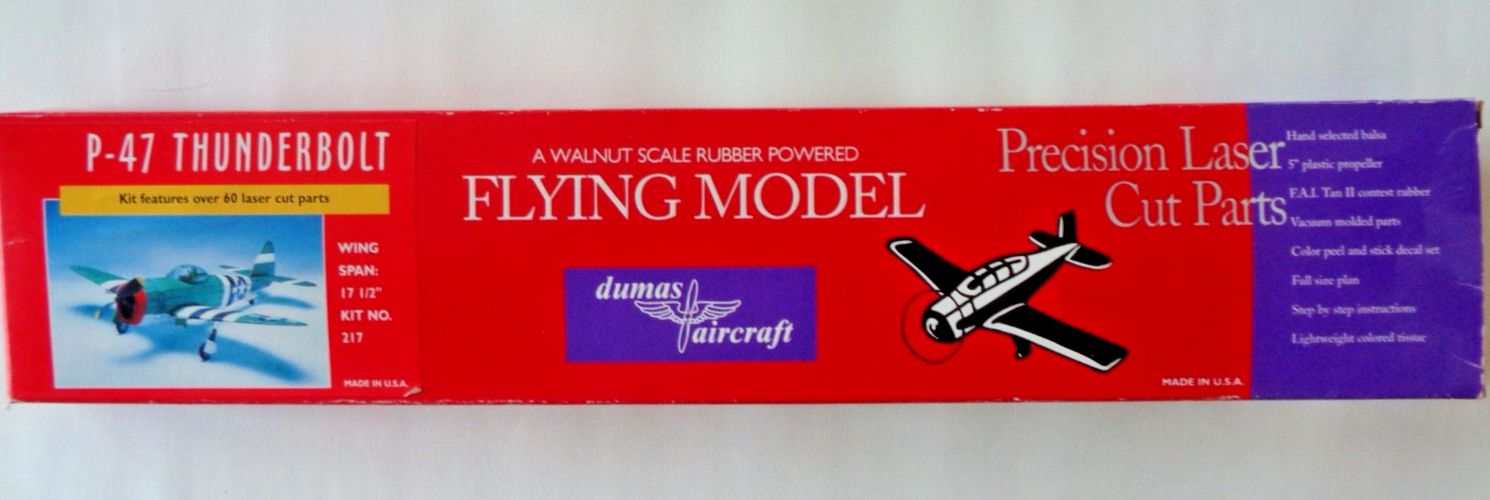 P-47 THUNDERBOLT
Kit features over 60 laser cut parts
WING
SPAN:
17 1/2"
KIT NO.
217
MADE IN U.S.A.
A WALNUT SCALE RUBBER POWERED
FLYING MODEL
dumas
aircraft
Precision Laser
Cut Parts
MADE IN U.S.A.
Hand selected balsa
5" plastic propeller
F.A.I. Tan II contest rubber
Vacuum molded parts
Color peel and stick decal set
Full size plan
Step by step instructions
Lightweight colored tissue